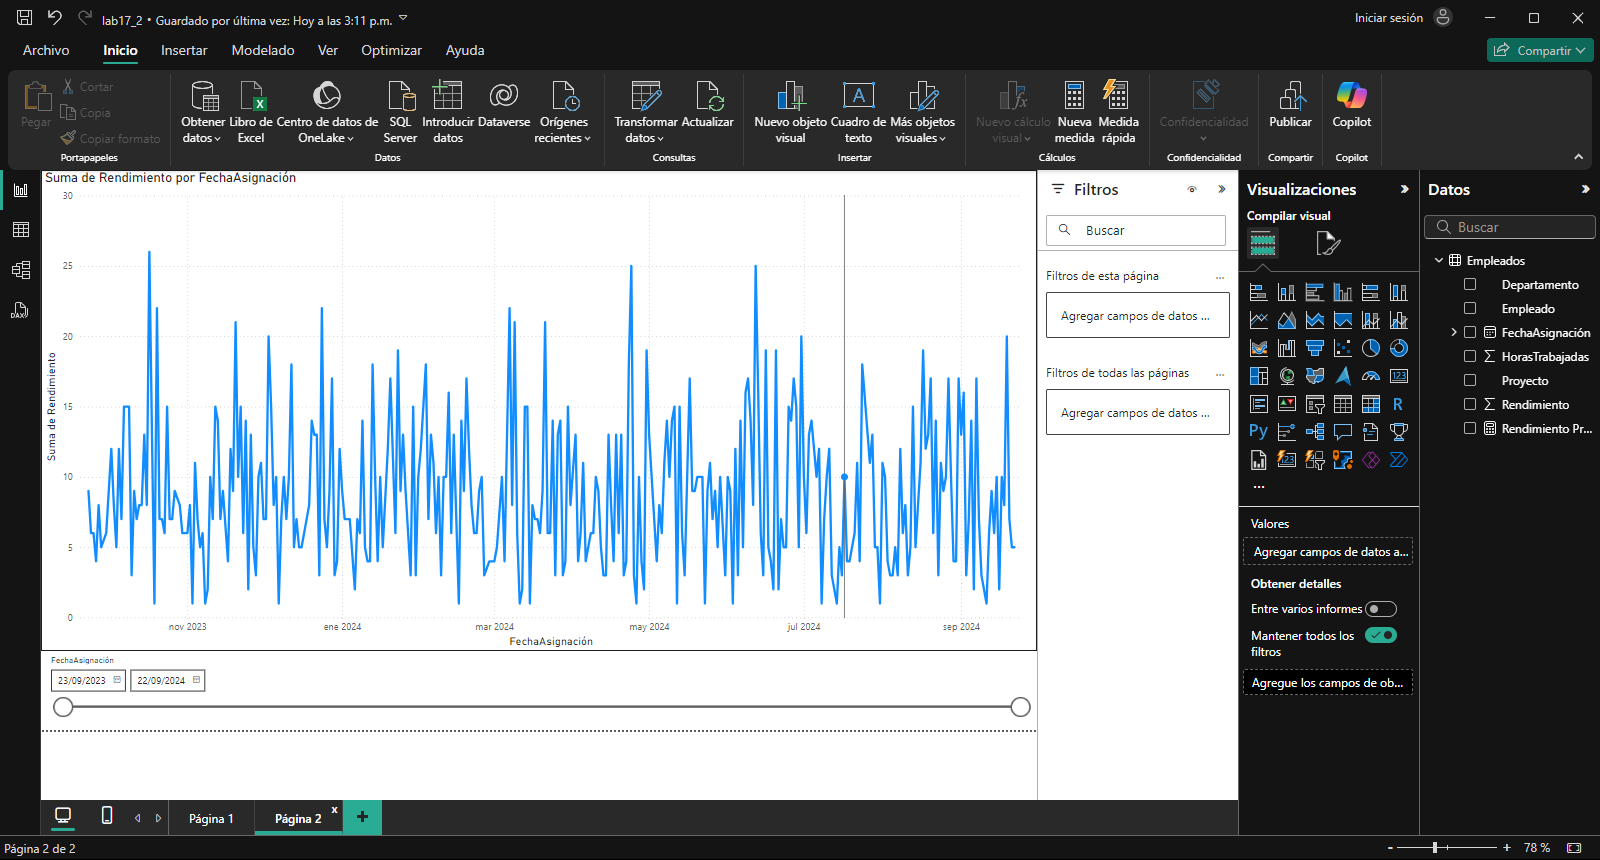 lab17_2 • Guardado por última vez: Hoy a las 3:11 p.m.
Iniciar sesión
Archivo
Inicio
Insertar
Modelado
Ver
Optimizar
Ayuda
Compartir
Pegar
Cortar
Copia
Copiar formato
Portapapeles
Obtener datos
Libro de Excel
Centro de datos de OneLake
SQL Server
Introducir datos
Dataverse
Orígenes recientes
Datos
Transformar datos
Actualizar
Consultas
Nuevo objeto visual
Cuadro de texto
Más objetos visuales
Insertar
Nuevo cálculo visual
Nueva medida
Medida rápida
Cálculos
Confidencialidad
Confidencialidad
Publicar
Compartir
Copilot
Copilot
Suma de Rendimiento por FechaAsignación
30
25
20
15
10
5
0
Suma de Rendimiento
nov 2023
ene 2024
mar 2024
may 2024
jul 2024
sep 2024
FechaAsignación
FechaAsignación
23/09/2023
22/09/2024
Filtros
Buscar
Filtros de esta página
...
Agregar campos de datos ...
Filtros de todas las páginas
...
Agregar campos de datos ...
Visualizaciones
Compilar visual
123
R
Py
123
...
Valores
Agregar campos de datos a...
Obtener detalles
Entre varios informes
Mantener todos los
filtros
Agregue los campos de ob...
Datos
Buscar
Empleados
Departamento
Empleado
FechaAsignación
HorasTrabajadas
Proyecto
Rendimiento
Rendimiento Pr...
DAX
Página 1
Página 2
x
+
Página 2 de 2
- + 78 %